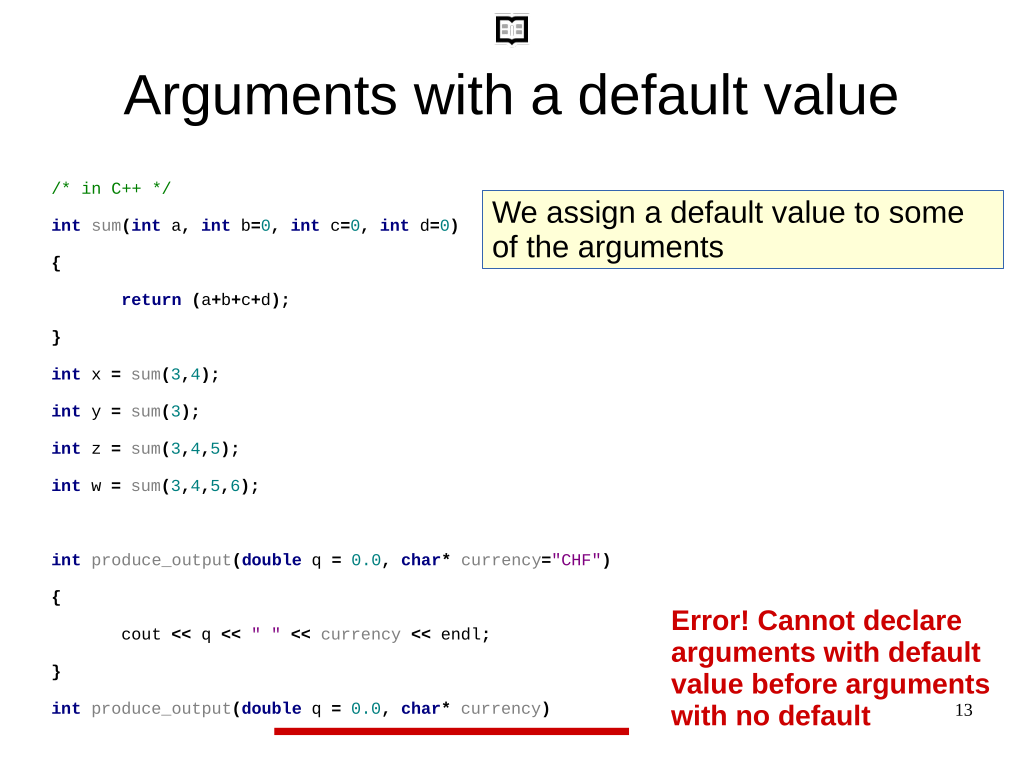 Arguments with a default value
/* in C++ */
int sum(int a, int b=0, int c=0, int d=0)
{
return (a+b+c+d);
}
int x = sum(3,4);
int y = sum(3);
int z = sum(3,4,5);
int w = sum(3,4,5,6);
We assign a default value to some
of the arguments
int produce_output(double q = 0.0, char* currency="CHF")
{
cout << q << " " << currency << endl;
}
int produce_output(double q = 0.0, char* currency)
Error! Cannot declare
arguments with default
value before arguments
with no default
13